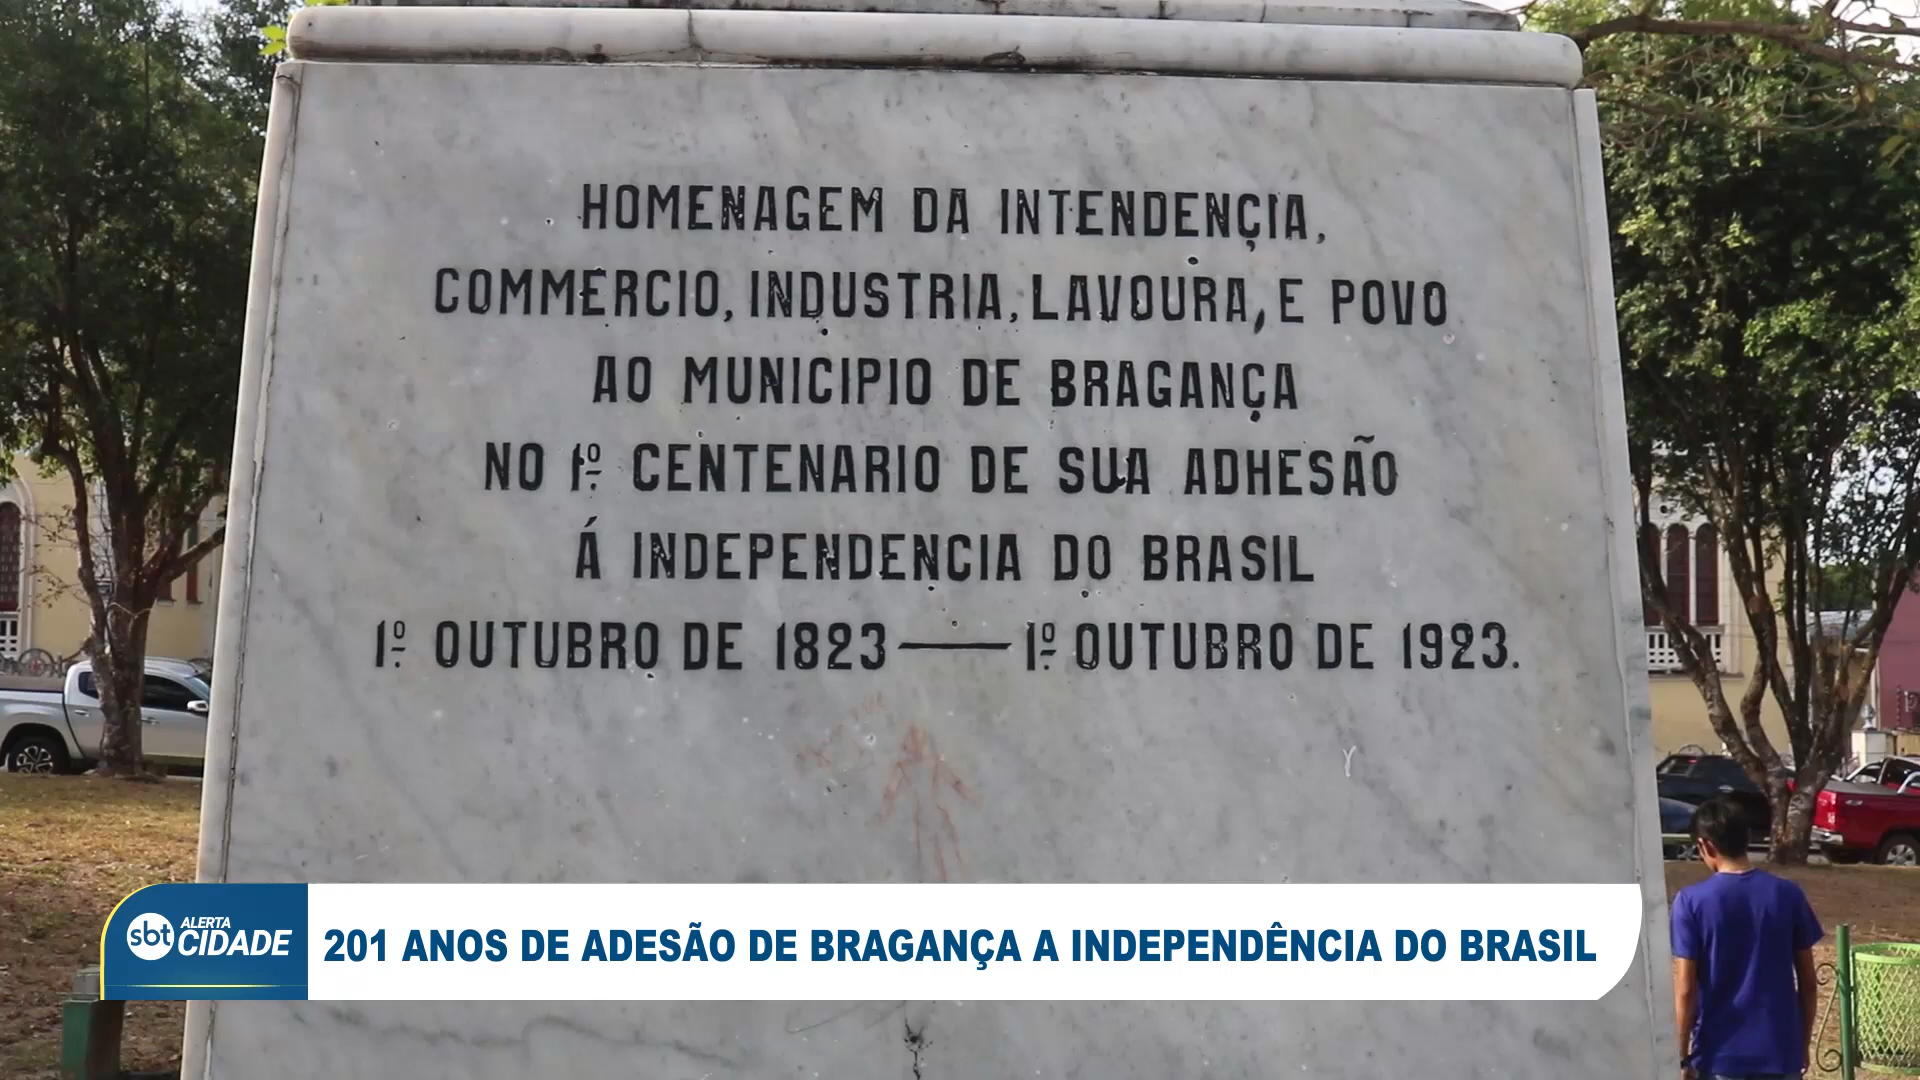 HOMENAGEM DA INTENDENÇIA,
COMMERCIO, INDUSTRIA, LAVOURA, E POVO
AO MUNICIPIO DE BRAGANÇA
NO 1º CENTENARIO DE SUA ADHESÃO
Á INDEPENDENCIA DO BRASIL
1º OUTUBRO DE 1823 — 1º OUTUBRO DE 1923.
sbt ALERTA CIDADE
201 ANOS DE ADESÃO DE BRAGANÇA A INDEPENDÊNCIA DO BRASIL